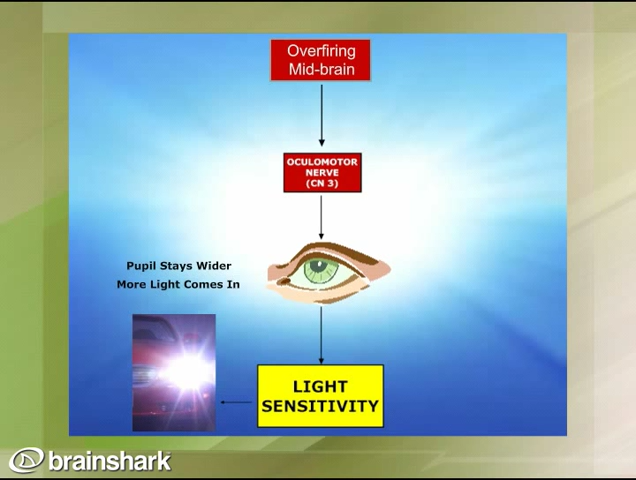 Overfiring
Mid-brain
OCULOMOTOR
NERVE
(CN 3)
Pupil Stays Wider
More Light Comes In
LIGHT
SENSITIVITY
brainshark